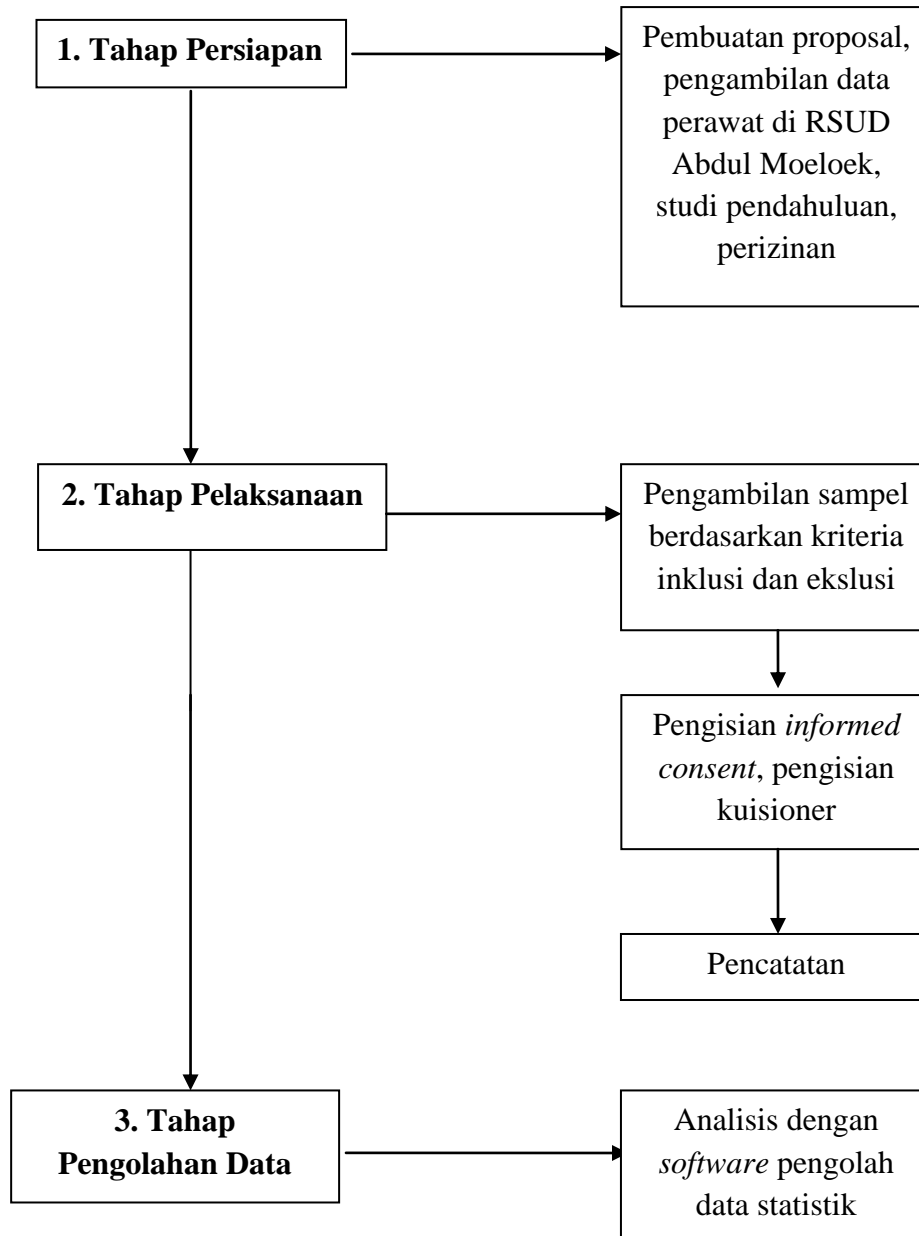 1. Tahap Persiapan
Pembuatan proposal,
pengambilan data
perawat di RSUD
Abdul Moeloek,
studi pendahuluan,
perizinan
2. Tahap Pelaksanaan
Pengambilan sampel
berdasarkan kriteria
inklusi dan ekslusi
Pengisian informed
consent, pengisian
kuisioner
Pencatatan
3. Tahap
Pengolahan Data
Analisis dengan
software pengolah
data statistik